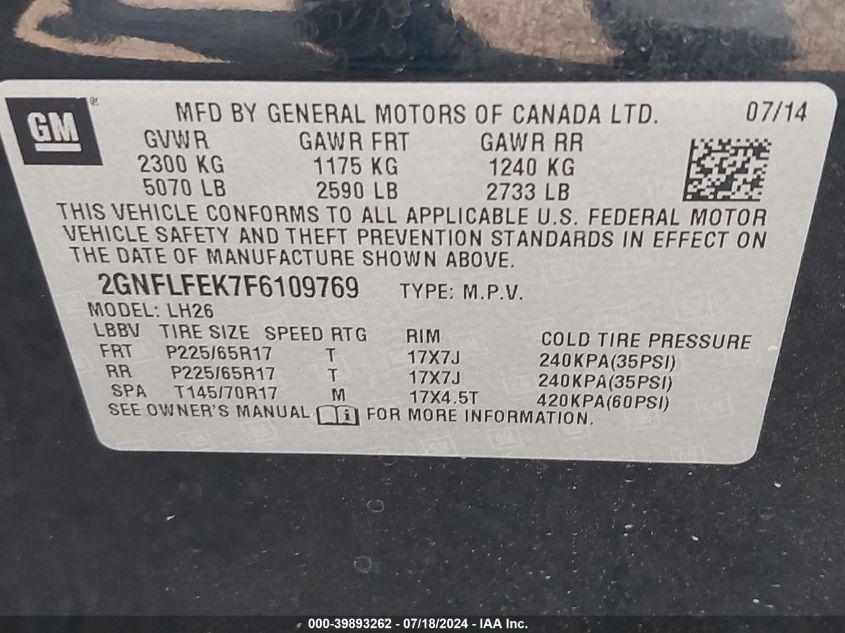 GM ®
MFD BY GENERAL MOTORS OF CANADA LTD. 07/14
GVWR GAWR FRT GAWR RR
2300 KG 1175 KG 1240 KG
5070 LB 2590 LB 2733 LB
THIS VEHICLE CONFORMS TO ALL APPLICABLE U.S. FEDERAL MOTOR
VEHICLE SAFETY AND THEFT PREVENTION STANDARDS IN EFFECT ON
THE DATE OF MANUFACTURE SHOWN ABOVE.
2GNFLFEK7F6109769 TYPE: M.P.V.
MODEL: LH26
LBBV TIRE SIZE SPEED RTG RIM COLD TIRE PRESSURE
FRT P225/65R17 T 17X7J 240KPA(35PSI)
RR P225/65R17 T 17X7J 240KPA(35PSI)
SPA T145/70R17 M 17X4.5T 420KPA(60PSI)
SEE OWNER'S MANUAL i FOR MORE INFORMATION.
000-39893262 - 07/18/2024 - IAA Inc.